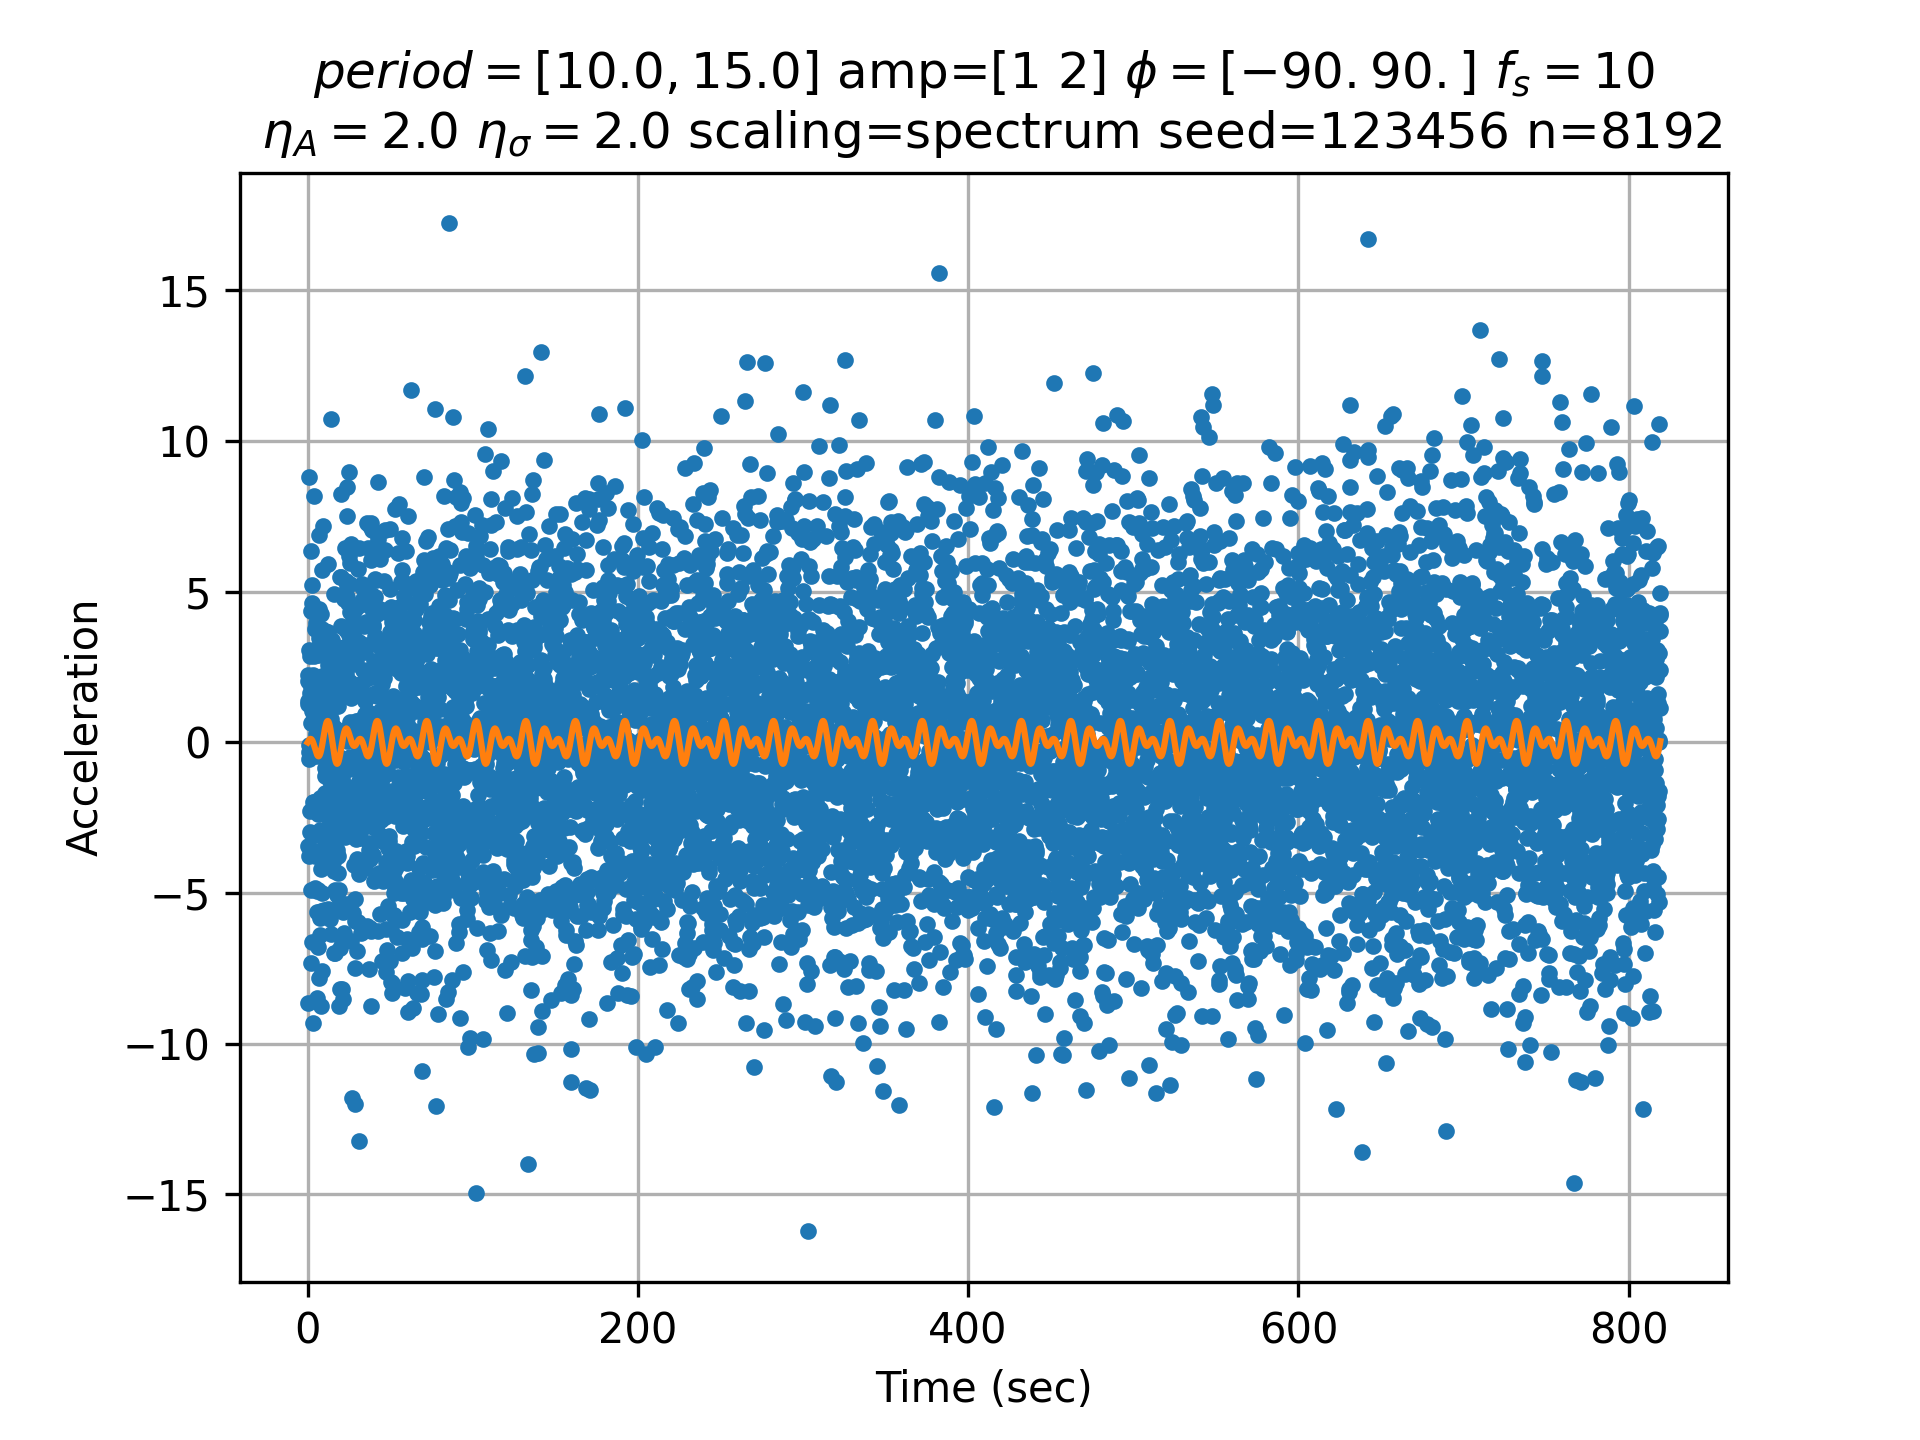 period = [10.0, 15.0] amp=[1 2] ϕ = [−90. 90.] fₛ = 10
η_A = 2.0 η_σ = 2.0 scaling=spectrum seed=123456 n=8192
15
10
5
0
−5
−10
−15
Acceleration
0 200 400 600 800
Time (sec)